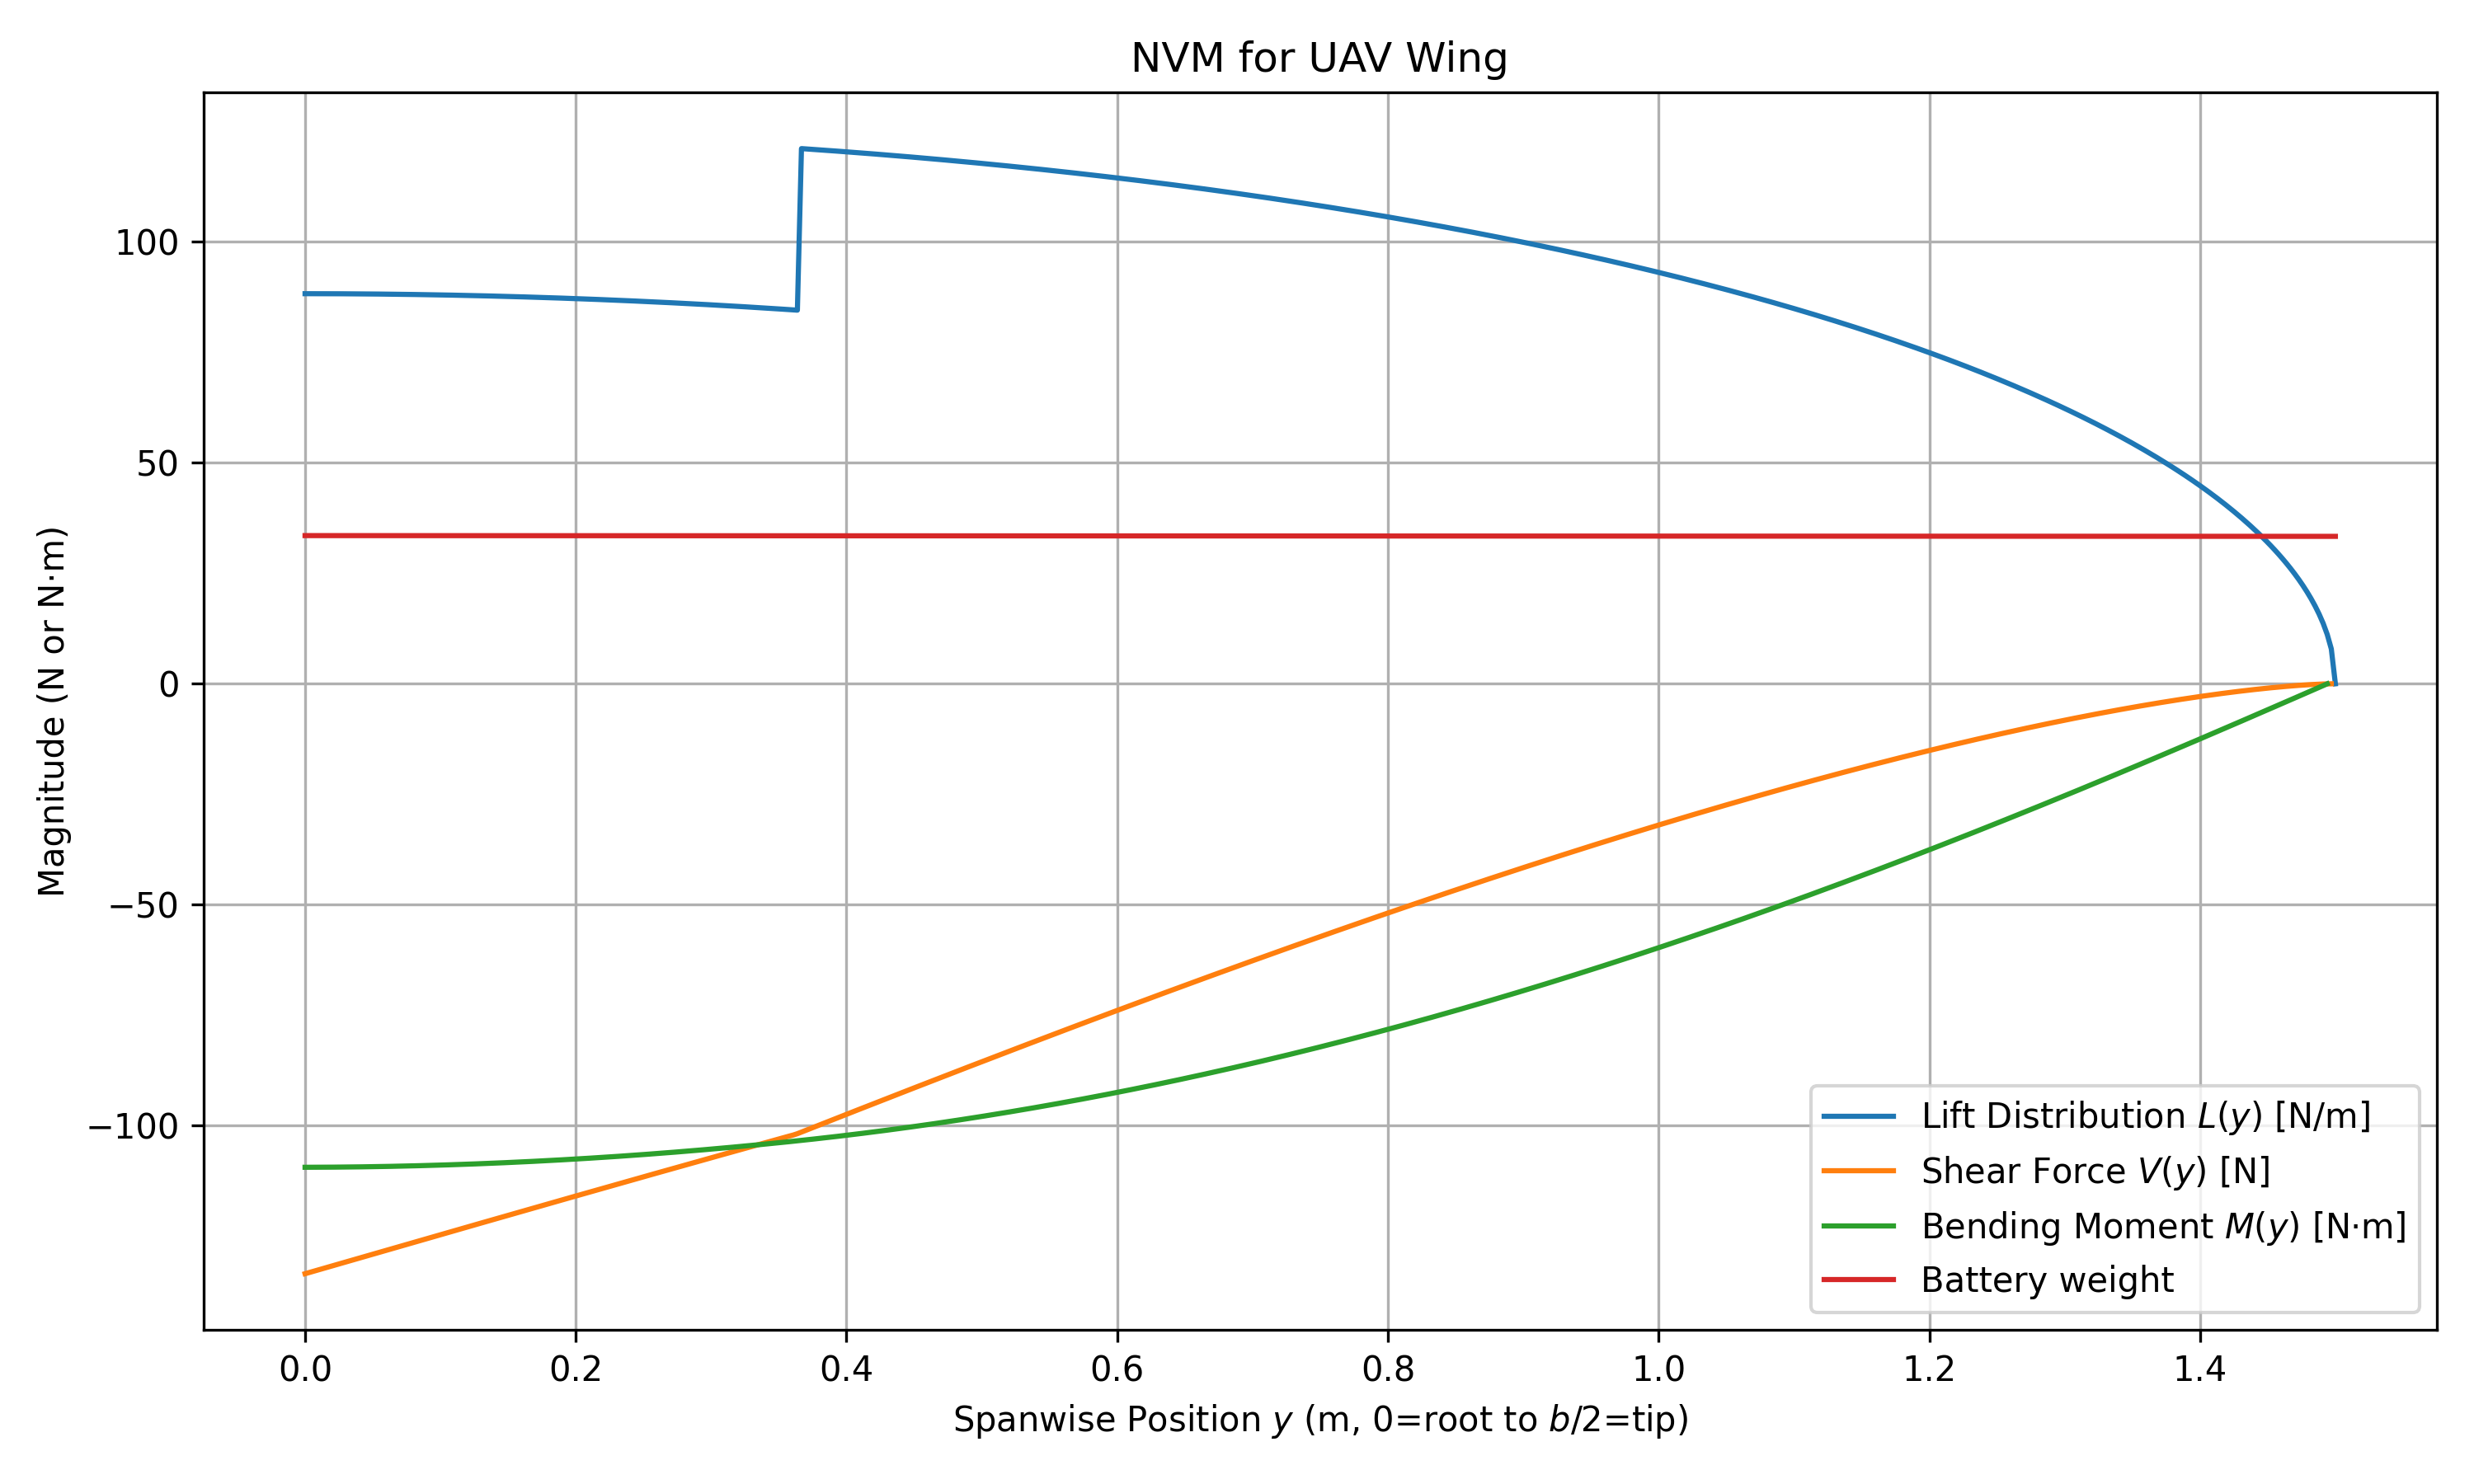 NVM for UAV Wing
Magnitude (N or N·m)
100
50
0
−50
−100
0.0 0.2 0.4 0.6 0.8 1.0 1.2 1.4
Spanwise Position y (m, 0=root to b/2=tip)
Lift Distribution L(y) [N/m]
Shear Force V(y) [N]
Bending Moment M(y) [N·m]
Battery weight